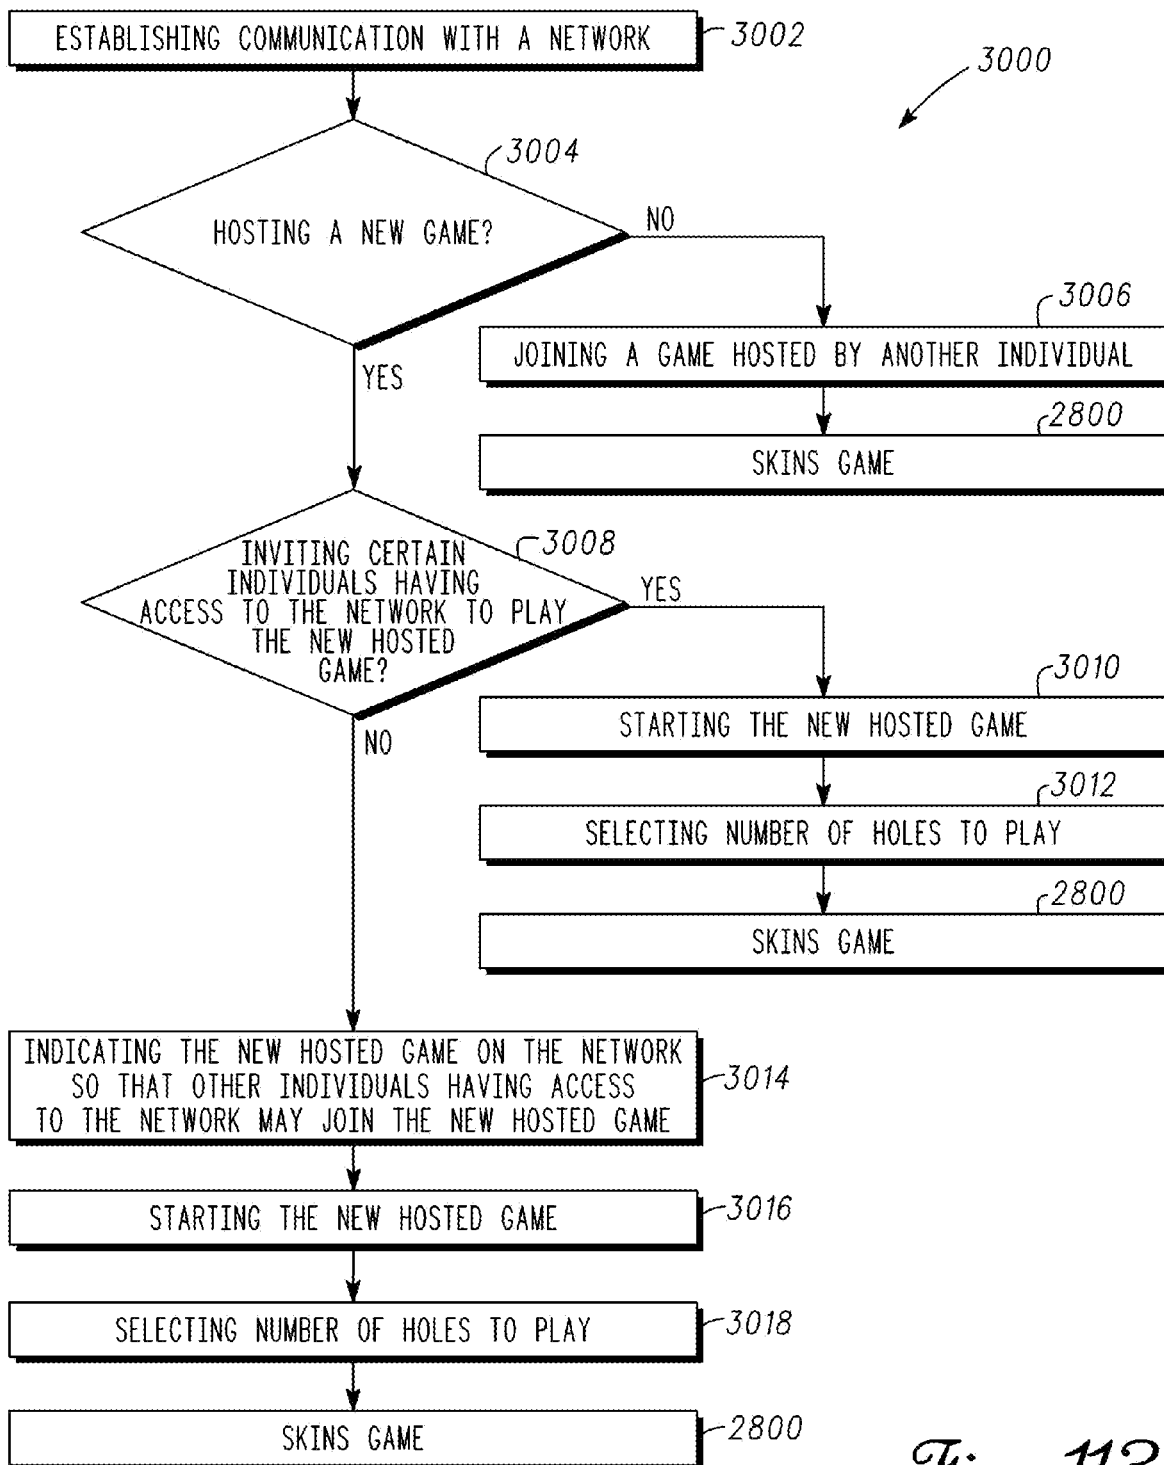 ESTABLISHING COMMUNICATION WITH A NETWORK
3002
3000
3004
HOSTING A NEW GAME?
NO
3006
JOINING A GAME HOSTED BY ANOTHER INDIVIDUAL
YES
2800
SKINS GAME
3008
INVITING CERTAIN
INDIVIDUALS HAVING
ACCESS TO THE NETWORK TO PLAY
THE NEW HOSTED
GAME?
YES
3010
STARTING THE NEW HOSTED GAME
NO
3012
SELECTING NUMBER OF HOLES TO PLAY
2800
SKINS GAME
INDICATING THE NEW HOSTED GAME ON THE NETWORK
SO THAT OTHER INDIVIDUALS HAVING ACCESS
TO THE NETWORK MAY JOIN THE NEW HOSTED GAME
3014
STARTING THE NEW HOSTED GAME
3016
SELECTING NUMBER OF HOLES TO PLAY
3018
SKINS GAME
2800